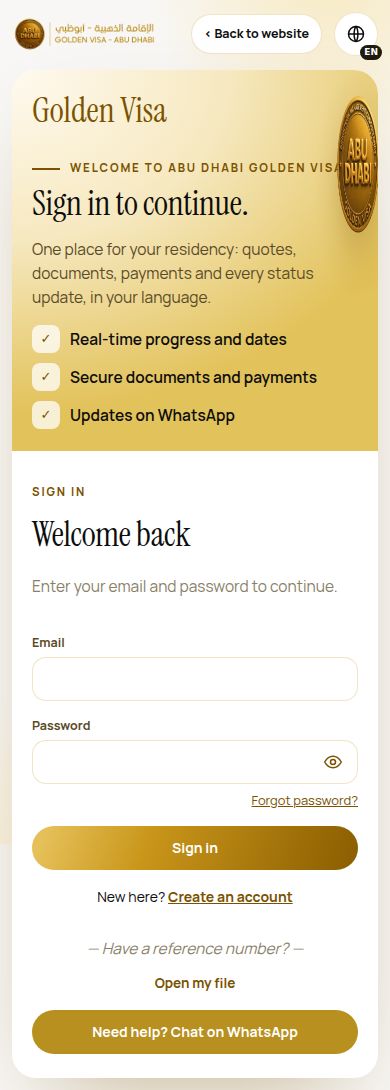 ABU
DHABI
الإقامة الذهبية - أبوظبي
GOLDEN VISA - ABU DHABI
‹ Back to website
EN
Golden Visa
WELCOME TO ABU DHABI GOLDEN VISA
ABU
DHABI
GOLDEN VISA
Sign in to continue.
One place for your residency: quotes,
documents, payments and every status
update, in your language.
✓ Real-time progress and dates
✓ Secure documents and payments
✓ Updates on WhatsApp
SIGN IN
Welcome back
Enter your email and password to continue.
Email
Password
Forgot password?
Sign in
New here? Create an account
— Have a reference number? —
Open my file
Need help? Chat on WhatsApp